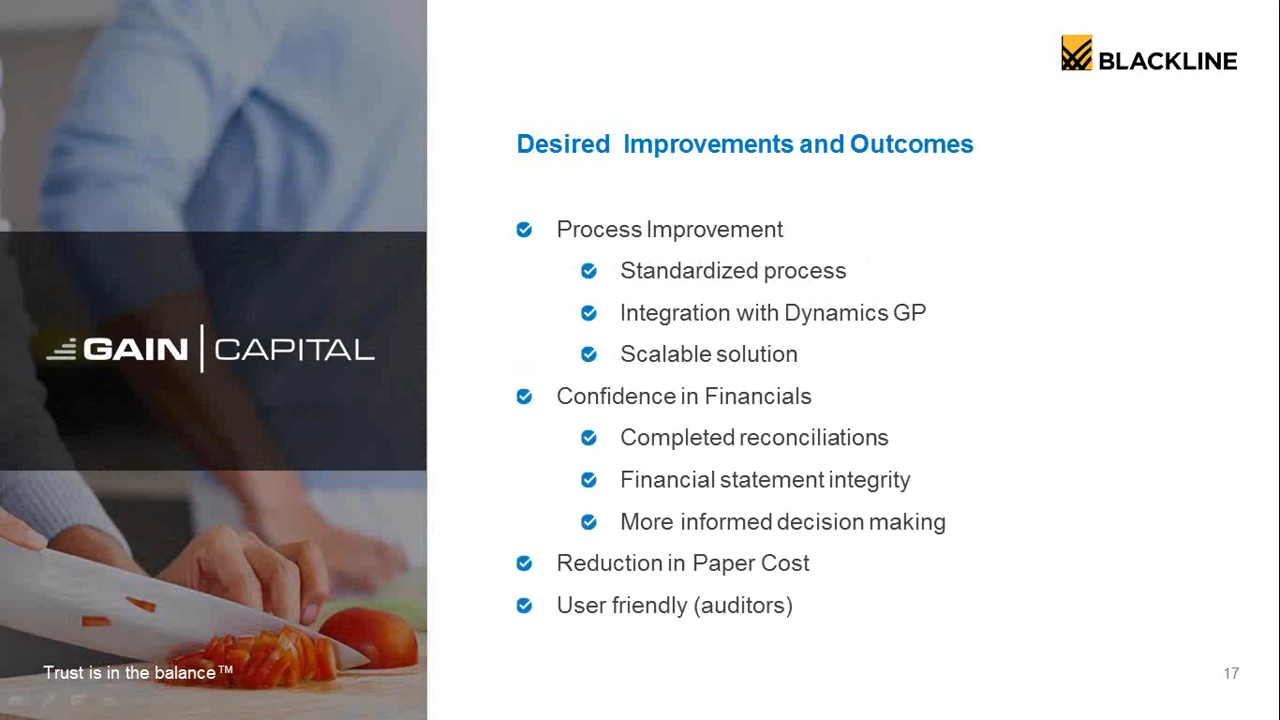 BLACKLINE
Desired Improvements and Outcomes
Process Improvement
Standardized process
Integration with Dynamics GP
Scalable solution
Confidence in Financials
Completed reconciliations
Financial statement integrity
More informed decision making
Reduction in Paper Cost
User friendly (auditors)
GAIN | CAPITAL
Trust is in the balance™
17